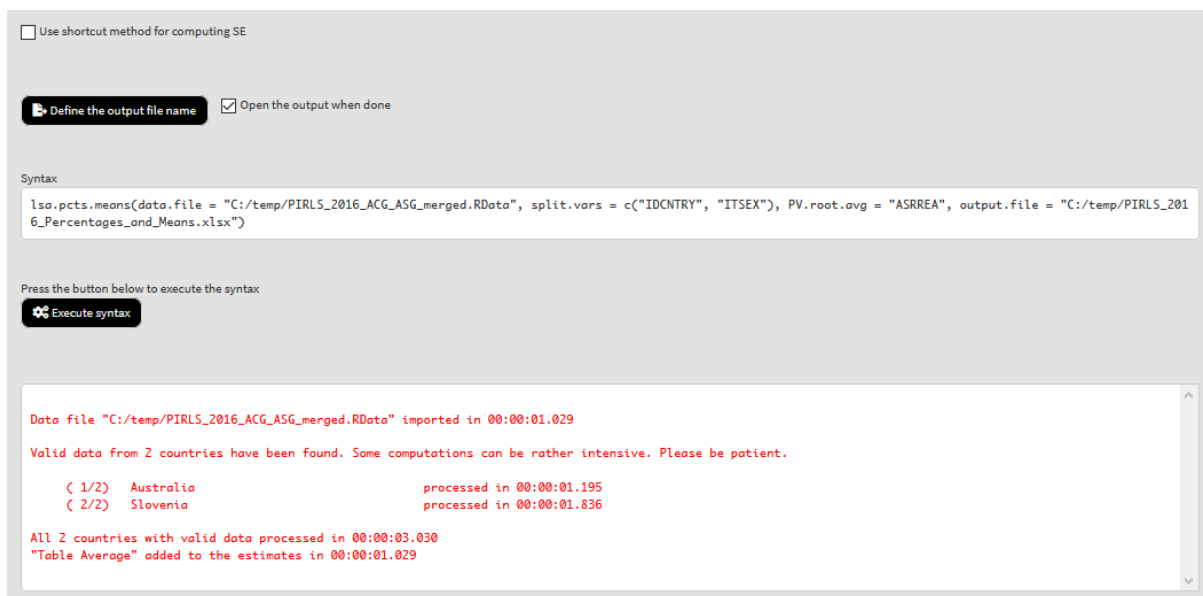 Use shortcut method for computing SE
Define the output file name
Open the output when done
Syntax
lsa.pcts.means(data.file = "C:/temp/PIRLS_2016_ACG_ASG_merged.RData", split.vars = c("IDCNTRY", "ITSEX"), PV.root.avg = "ASRREA", output.file = "C:/temp/PIRLS_201
6_Percentages_and_Means.xlsx")
Press the button below to execute the syntax
Execute syntax
Data file "C:/temp/PIRLS_2016_ACG_ASG_merged.RData" imported in 00:00:01.029
Valid data from 2 countries have been found. Some computations can be rather intensive. Please be patient.
( 1/2) Australia processed in 00:00:01.195
( 2/2) Slovenia processed in 00:00:01.836
All 2 countries with valid data processed in 00:00:03.030
"Table Average" added to the estimates in 00:00:01.029